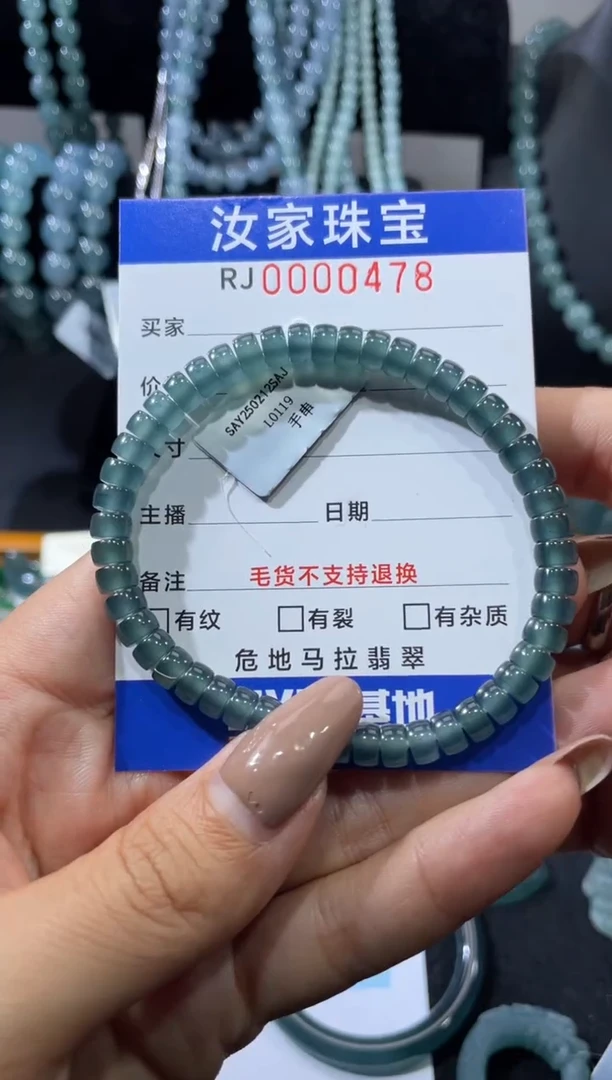 汝家珠宝
RJ0000478
买家
价
寸
SAY250212SAJ
L0119
手串
主播 日期
备注 毛货不支持退换
有纹 有裂 有杂质
危地马拉翡翠
基地